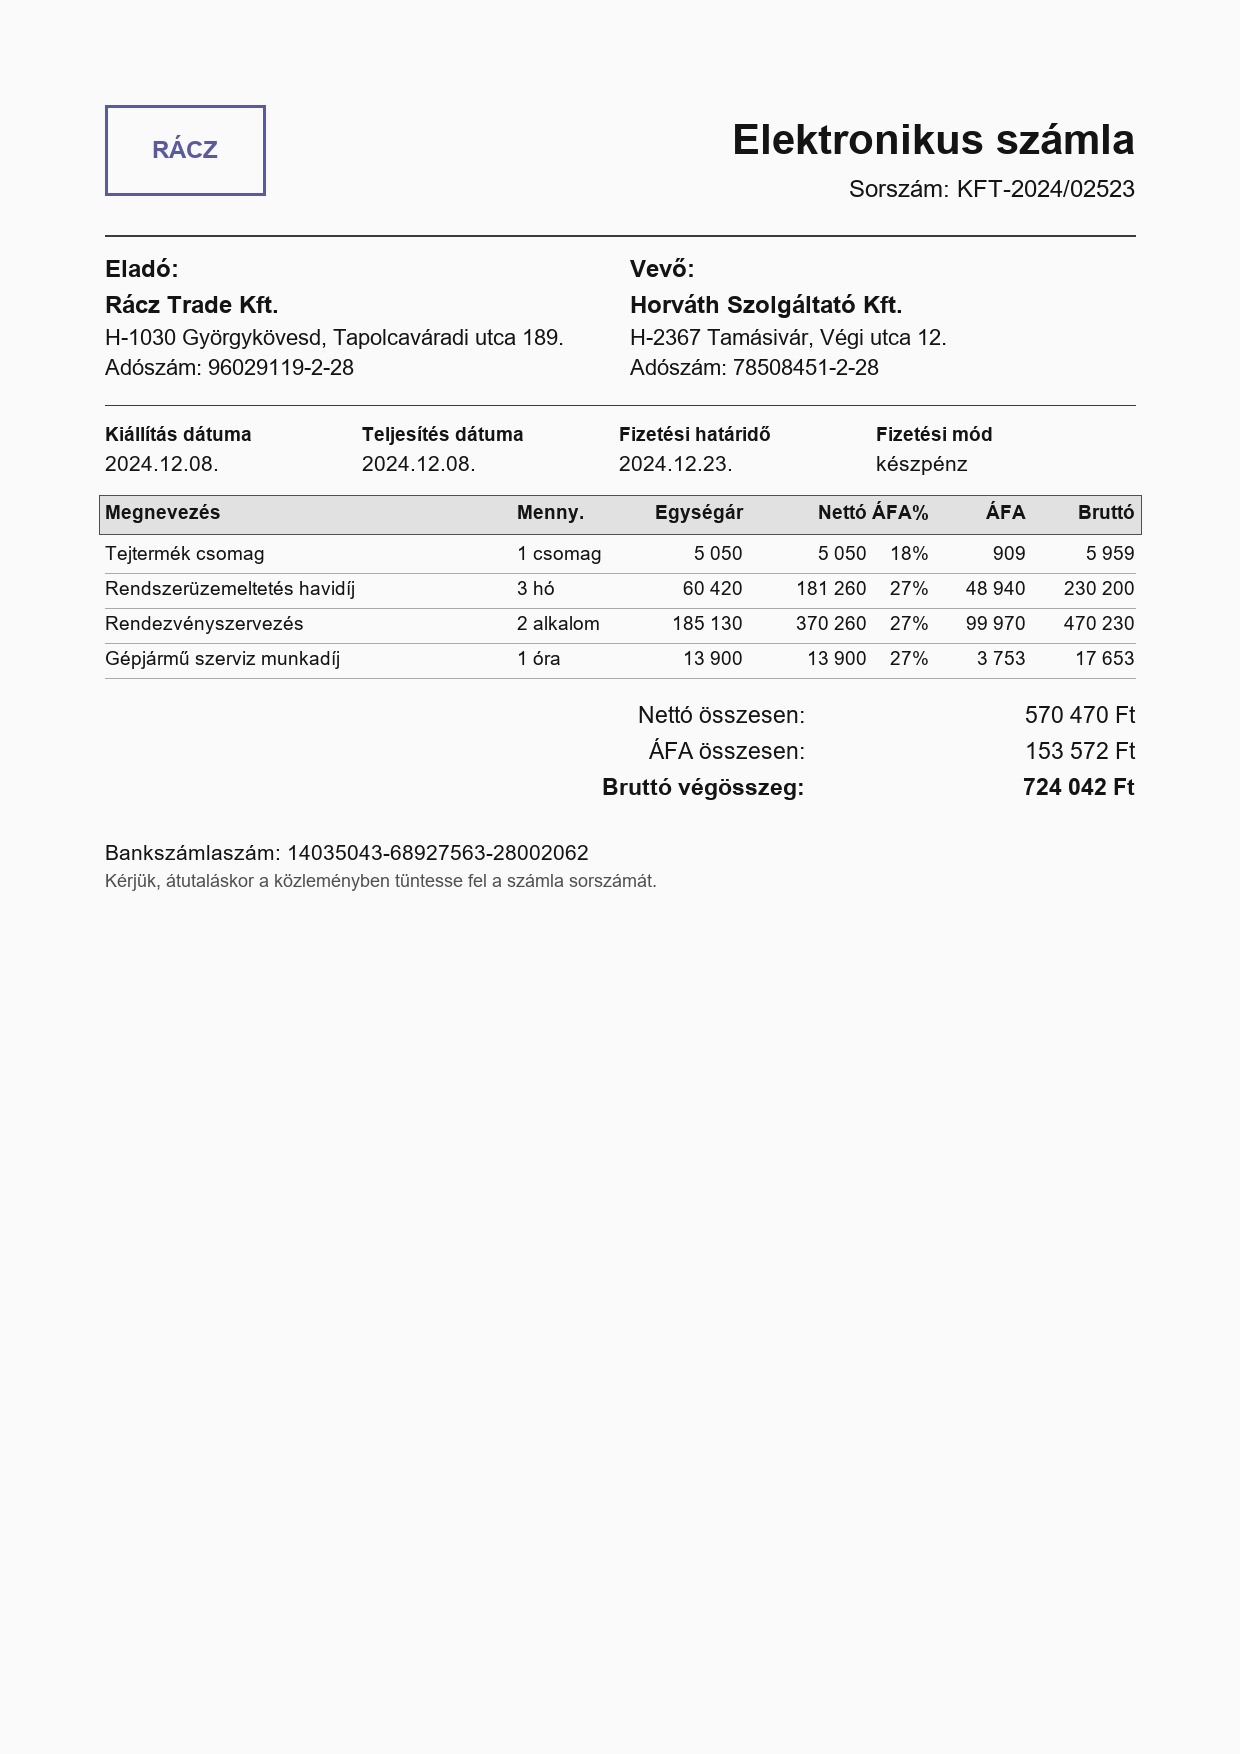 RÁCZ
Elektronikus számla
Sorszám: KFT-2024/02523
Eladó:
Rácz Trade Kft.
H-1030 Györgykövesd, Tapolcaváradi utca 189.
Adószám: 96029119-2-28
Vevő:
Horváth Szolgáltató Kft.
H-2367 Tamásivár, Végi utca 12.
Adószám: 78508451-2-28
Kiállítás dátuma Teljesítés dátuma Fizetési határidő Fizetési mód
2024.12.08. 2024.12.08. 2024.12.23. készpénz
Megnevezés Menny. Egységár Nettó ÁFA% ÁFA Bruttó
Tejtermék csomag 1 csomag 5 050 5 050 18% 909 5 959
Rendszerüzemeltetés havidíj 3 hó 60 420 181 260 27% 48 940 230 200
Rendezvényszervezés 2 alkalom 185 130 370 260 27% 99 970 470 230
Gépjármű szerviz munkadíj 1 óra 13 900 13 900 27% 3 753 17 653
Nettó összesen: 570 470 Ft
ÁFA összesen: 153 572 Ft
Bruttó végösszeg: 724 042 Ft
Bankszámlaszám: 14035043-68927563-28002062
Kérjük, átutaláskor a közleményben tüntesse fel a számla sorszámát.